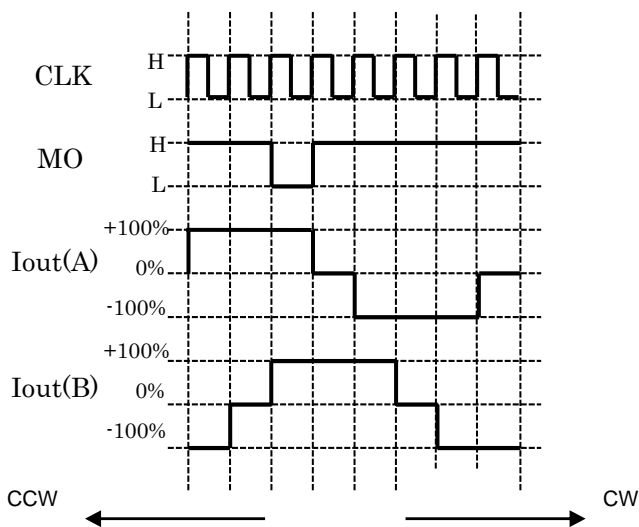 CLK
H
L
MO
H
L
Iout(A)
+100%
0%
-100%
Iout(B)
+100%
0%
-100%
CCW
CW